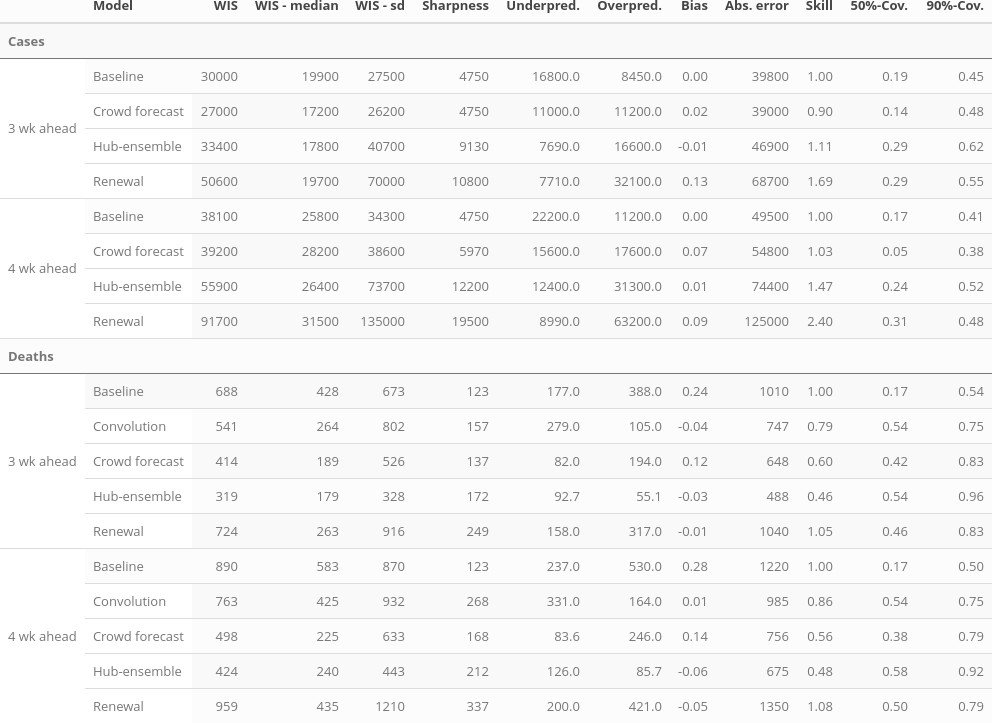 Model WIS WIS - median WIS - sd Sharpness Underpred. Overpred. Bias Abs. error Skill 50%-Cov. 90%-Cov.
Cases
3 wk ahead
Baseline 30000 19900 27500 4750 16800.0 8450.0 0.00 39800 1.00 0.19 0.45
Crowd forecast 27000 17200 26200 4750 11000.0 11200.0 0.02 39000 0.90 0.14 0.48
Hub-ensemble 33400 17800 40700 9130 7690.0 16600.0 -0.01 46900 1.11 0.29 0.62
Renewal 50600 19700 70000 10800 7710.0 32100.0 0.13 68700 1.69 0.29 0.55
4 wk ahead
Baseline 38100 25800 34300 4750 22200.0 11200.0 0.00 49500 1.00 0.17 0.41
Crowd forecast 39200 28200 38600 5970 15600.0 17600.0 0.07 54800 1.03 0.05 0.38
Hub-ensemble 55900 26400 73700 12200 12400.0 31300.0 0.01 74400 1.47 0.24 0.52
Renewal 91700 31500 135000 19500 8990.0 63200.0 0.09 125000 2.40 0.31 0.48
Deaths
3 wk ahead
Baseline 688 428 673 123 177.0 388.0 0.24 1010 1.00 0.17 0.54
Convolution 541 264 802 157 279.0 105.0 -0.04 747 0.79 0.54 0.75
Crowd forecast 414 189 526 137 82.0 194.0 0.12 648 0.60 0.42 0.83
Hub-ensemble 319 179 328 172 92.7 55.1 -0.03 488 0.46 0.54 0.96
Renewal 724 263 916 249 158.0 317.0 -0.01 1040 1.05 0.46 0.83
4 wk ahead
Baseline 890 583 870 123 237.0 530.0 0.28 1220 1.00 0.17 0.50
Convolution 763 425 932 268 331.0 164.0 0.01 985 0.86 0.54 0.75
Crowd forecast 498 225 633 168 83.6 246.0 0.14 756 0.56 0.38 0.79
Hub-ensemble 424 240 443 212 126.0 85.7 -0.06 675 0.48 0.58 0.92
Renewal 959 435 1210 337 200.0 421.0 -0.05 1350 1.08 0.50 0.79